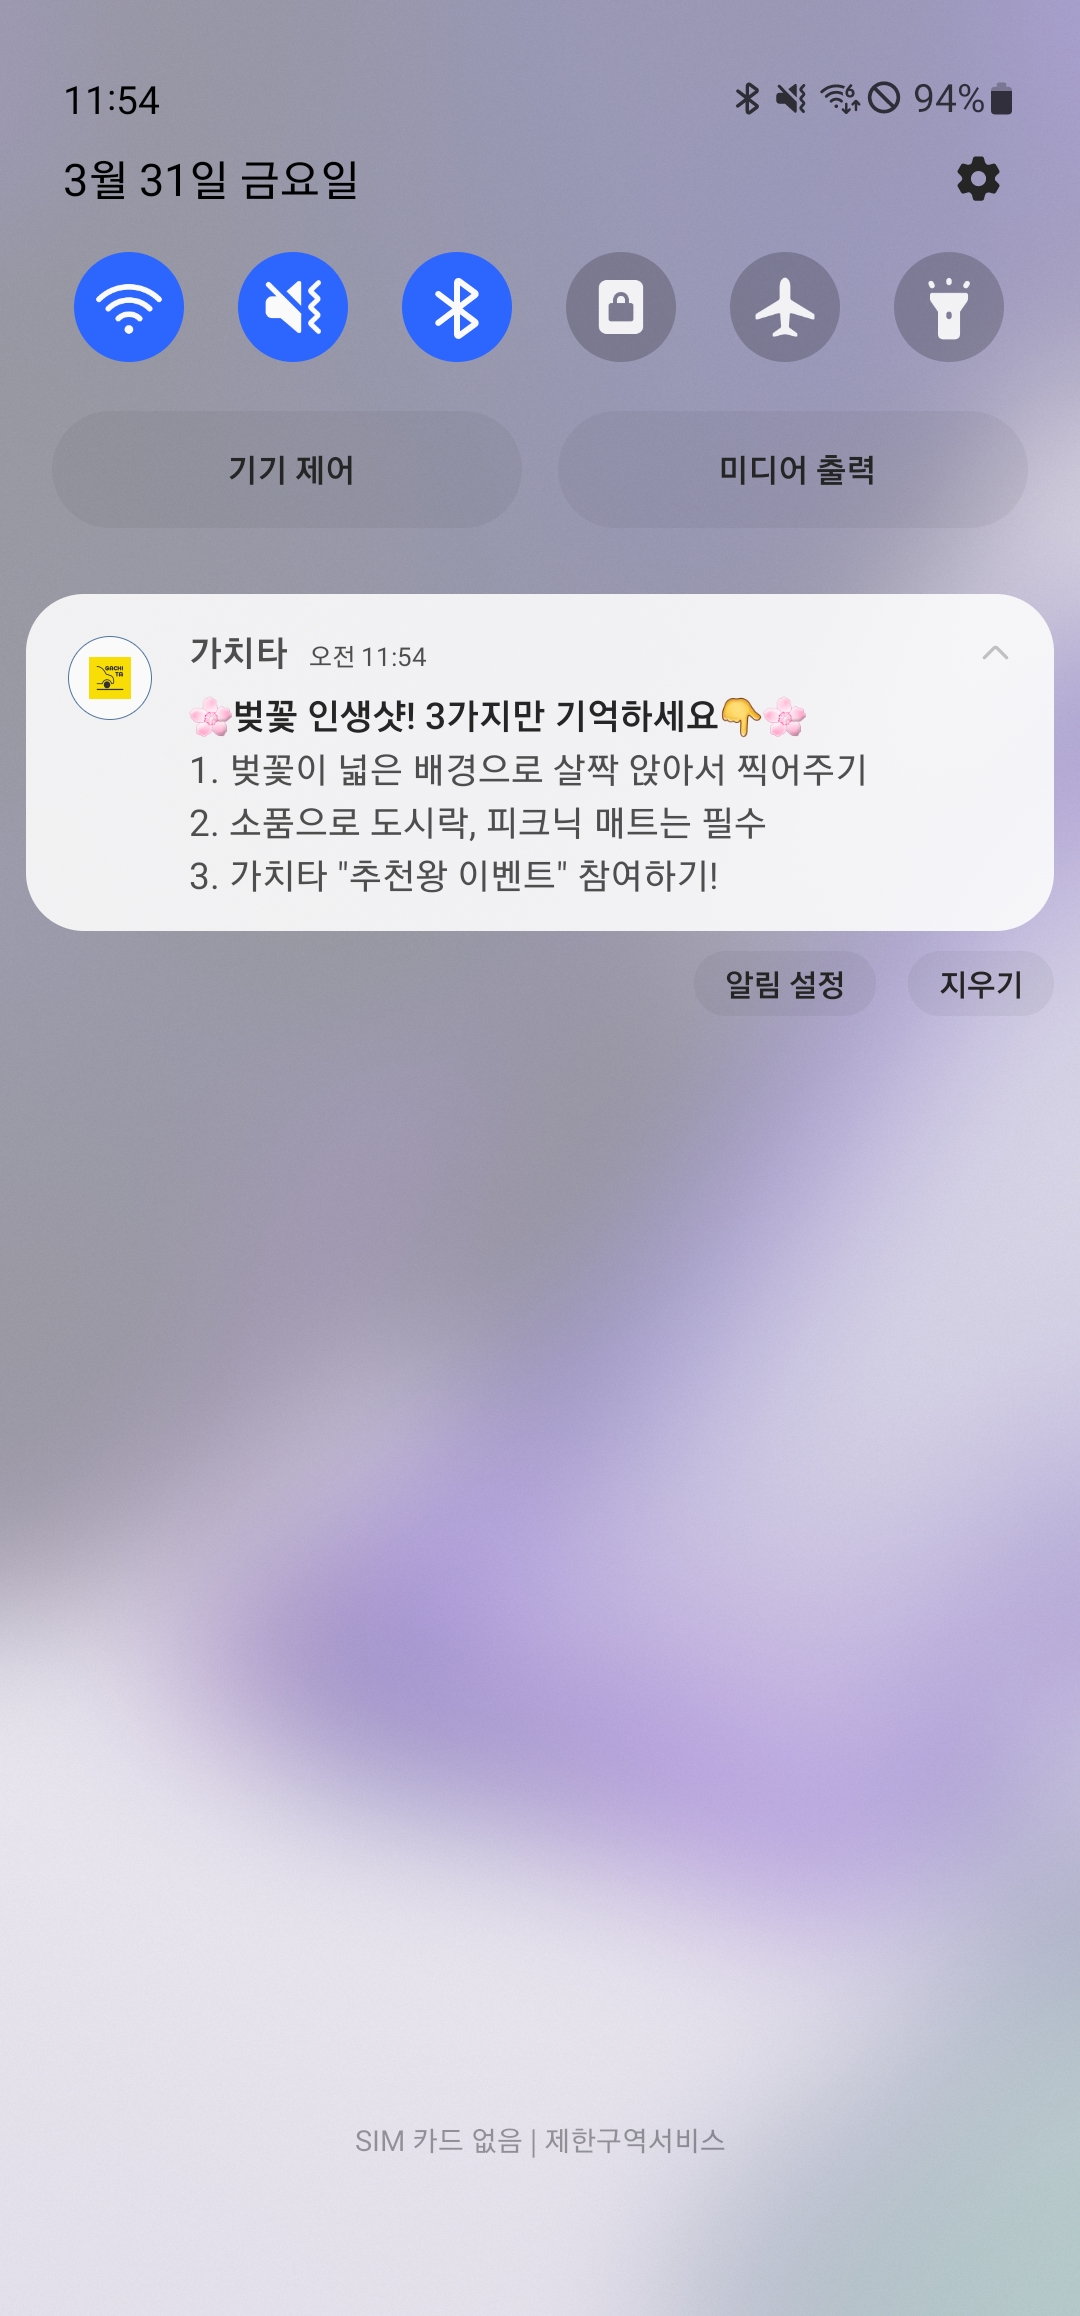 11:54
94%
3월 31일 금요일
기기 제어
미디어 출력
GACHI
TA
가치타 오전 11:54
🌸벚꽃 인생샷! 3가지만 기억하세요👇🌸
1. 벚꽃이 넓은 배경으로 살짝 앉아서 찍어주기
2. 소품으로 도시락, 피크닉 매트는 필수
3. 가치타 "추천왕 이벤트" 참여하기!
알림 설정
지우기
SIM 카드 없음 | 제한구역서비스